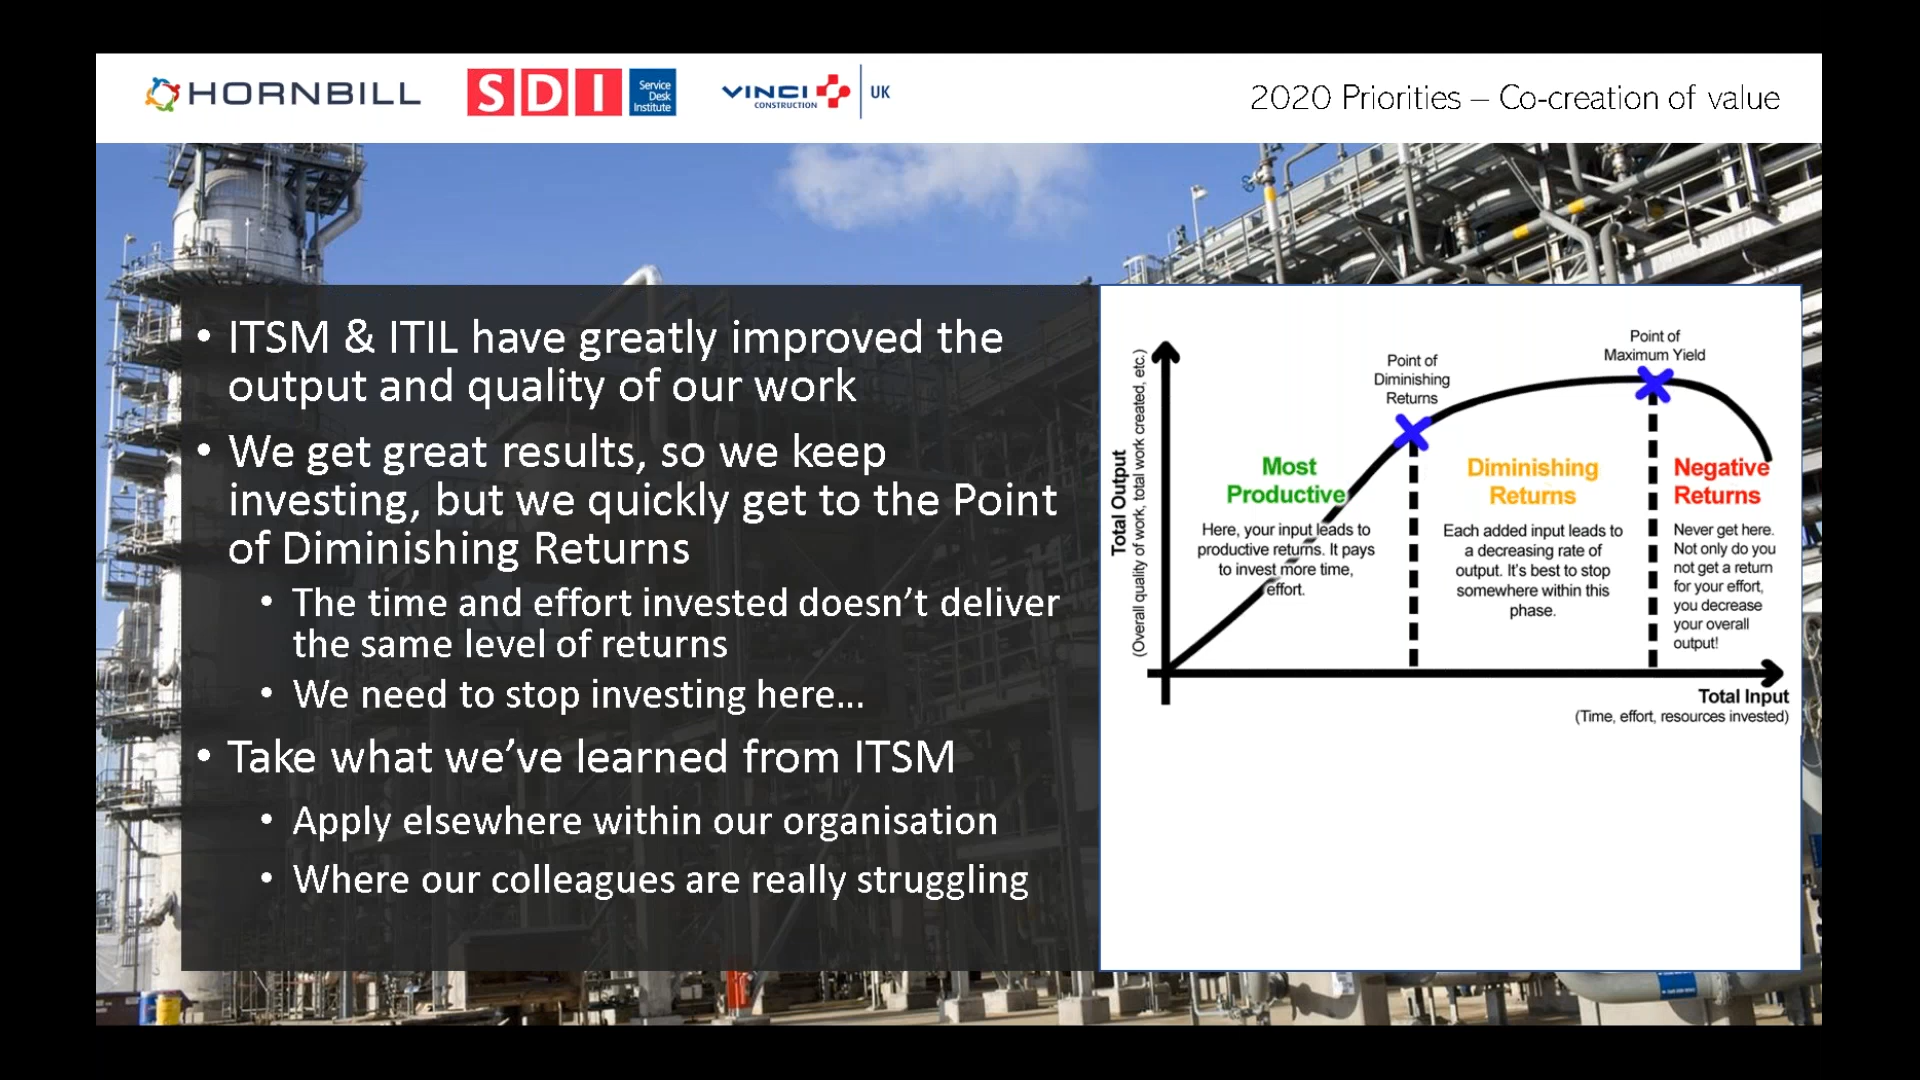 HORNBILL
SDI Service
Desk
Institute
VINCI
CONSTRUCTION
UK
2020 Priorities – Co-creation of value
• ITSM & ITIL have greatly improved the
output and quality of our work
• We get great results, so we keep
investing, but we quickly get to the Point
of Diminishing Returns
• The time and effort invested doesn’t deliver
the same level of returns
• We need to stop investing here...
• Take what we’ve learned from ITSM
• Apply elsewhere within our organisation
• Where our colleagues are really struggling
Total Output
(Overall quality of work, total work created, etc.)
Point of
Diminishing
Returns
Point of
Maximum Yield
Most
Productive
Here, your input leads to
productive returns. It pays
to invest more time,
effort.
Diminishing
Returns
Each added input leads to
a decreasing rate of
output. It's best to stop
somewhere within this
phase.
Negative
Returns
Never get here.
Not only do you
not get a return
for your effort,
you decrease
your overall
output!
Total Input
(Time, effort, resources invested)